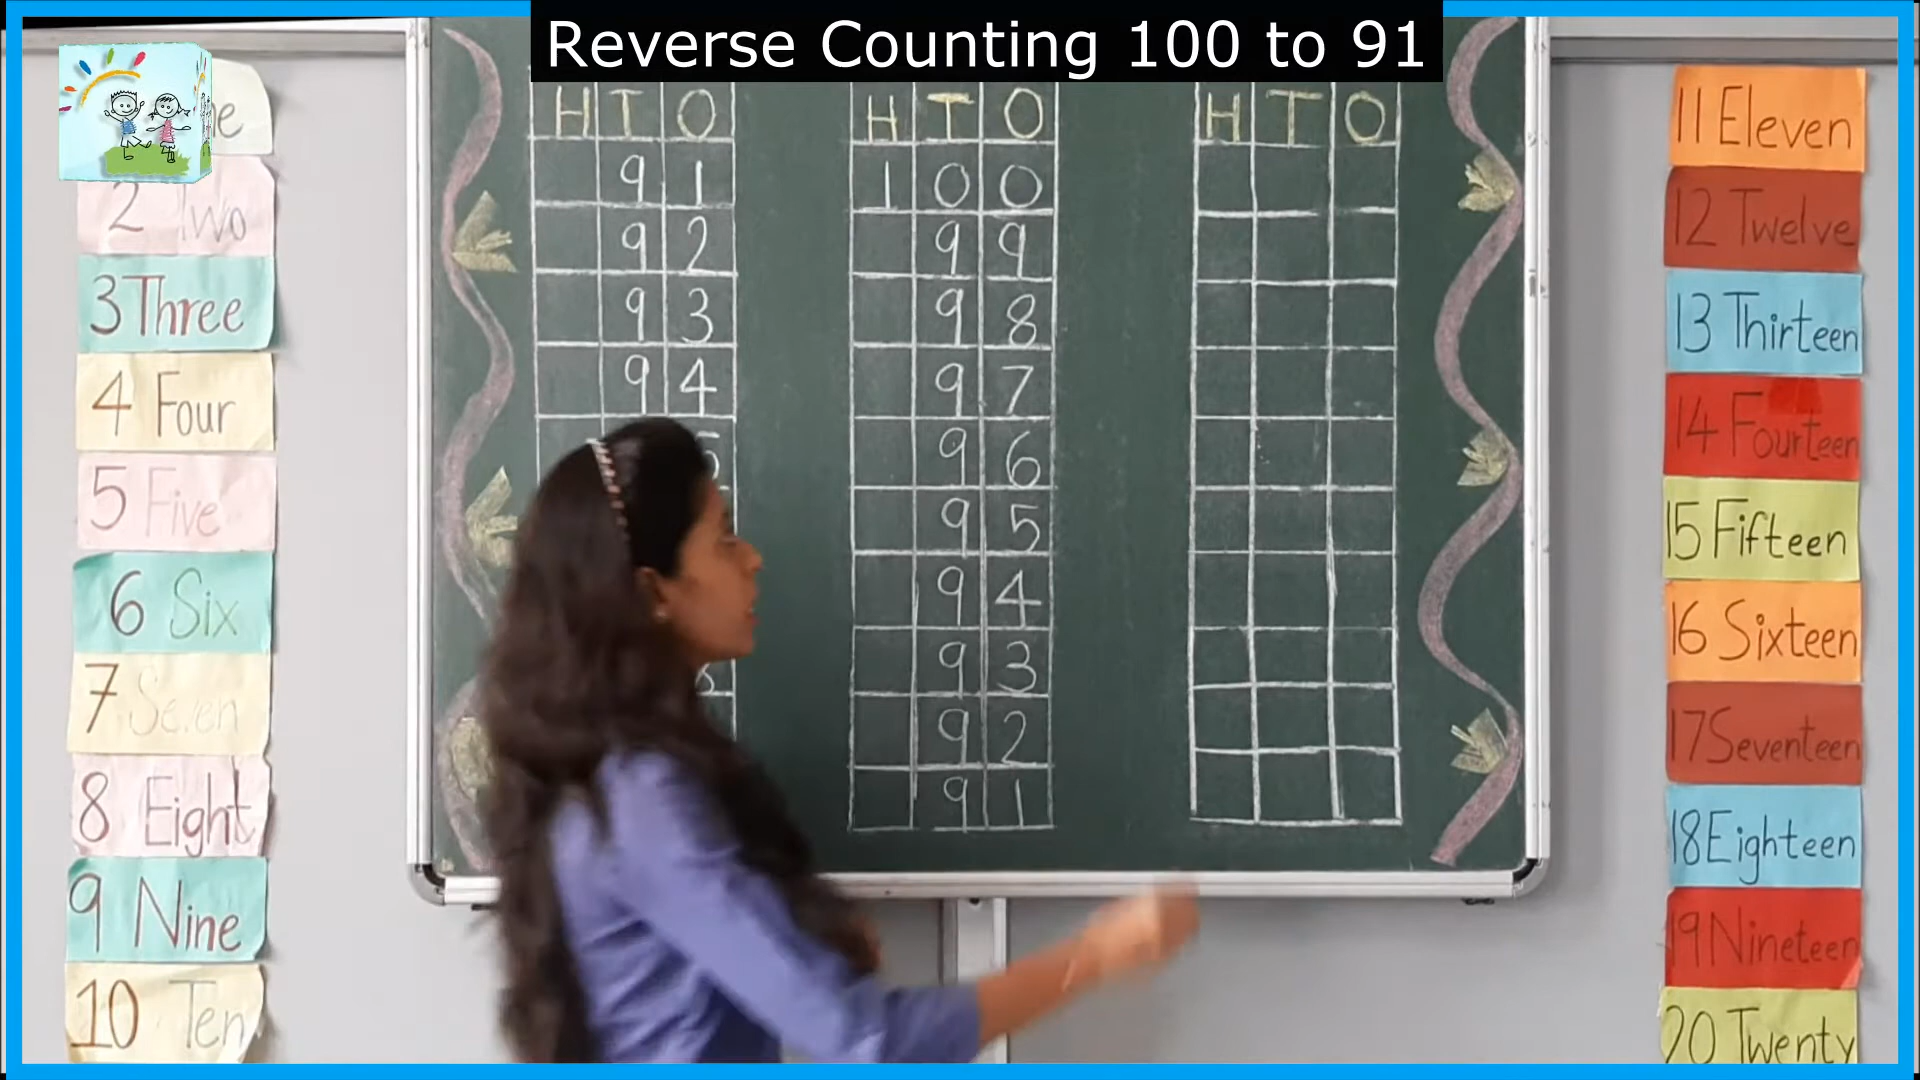 Reverse Counting 100 to 91
2 Two
3 Three
4 Four
5 Five
6 Six
7 Seven
8 Eight
9 Nine
10 Ten
H T O
9 1
9 2
9 3
9 4
H T O
1 0 0
9 9
9 8
9 7
9 6
9 5
9 4
9 3
9 2
9 1
H T O
11 Eleven
12 Twelve
13 Thirteen
14 Fourteen
15 Fifteen
16 Sixteen
17 Seventeen
18 Eighteen
19 Nineteen
20 Twenty